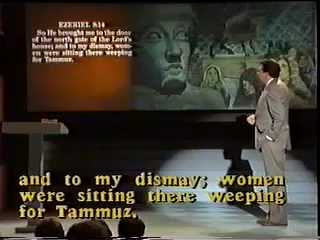 EZEKIEL 8:14
So He brought me to the door
of the north gate of the Lord's
house; and to my dismay, wom-
en were sitting there weeping
for Tammuz.
and to my dismay; women
were sitting there weeping
for Tammuz.